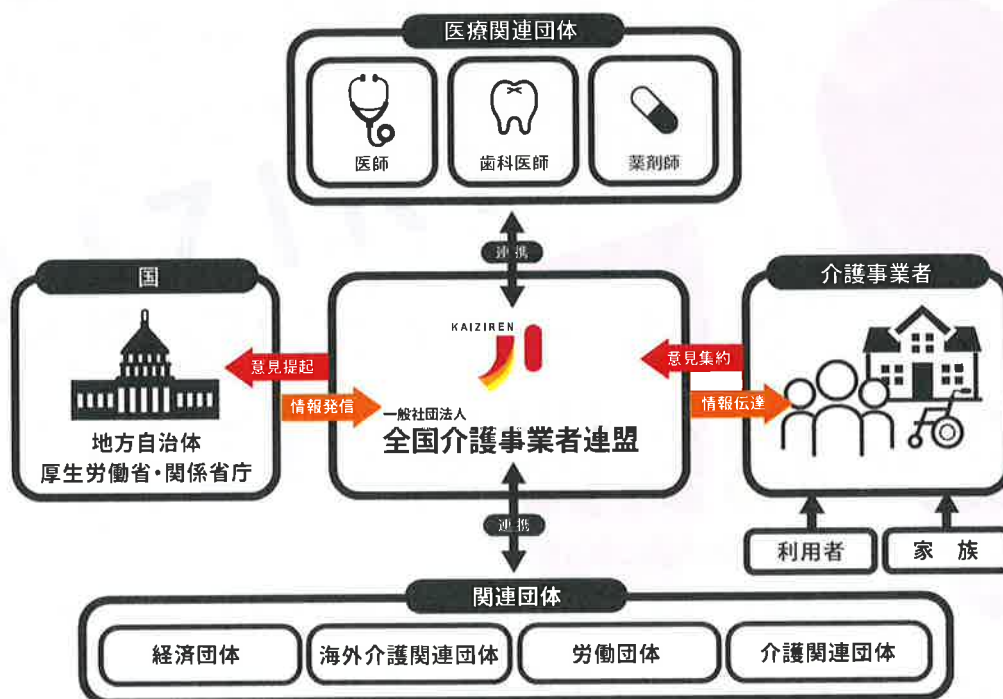 医療関連団体
医師
歯科医師
薬剤師
連携
国
地方自治体
厚生労働省・関係省庁
意見提起
情報発信
KAIZIREN
一般社団法人
全国介護事業者連盟
介護事業者
意見集約
情報伝達
利用者
家 族
連携
関連団体
経済団体
海外介護関連団体
労働団体
介護関連団体